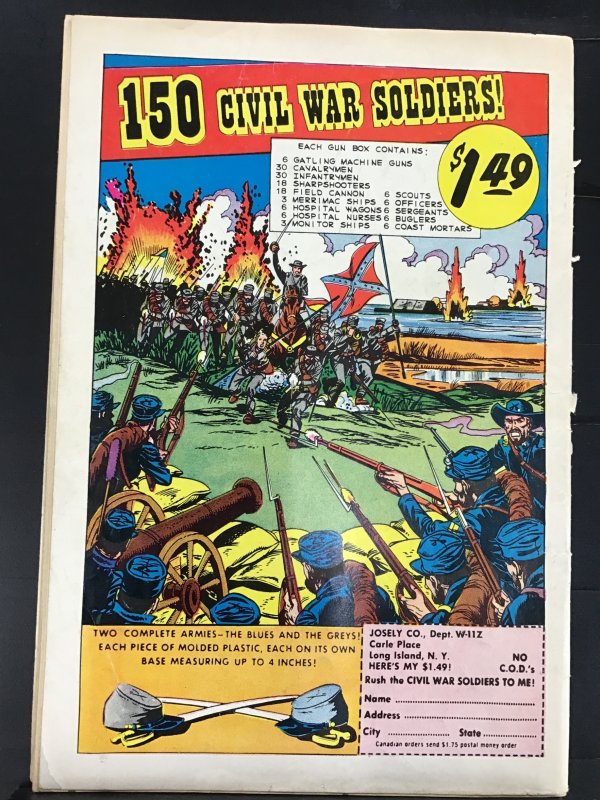 150 CIVIL WAR SOLDIERS!
$1.49
EACH GUN BOX CONTAINS:
6 GATLING MACHINE GUNS
30 CAVALRYMEN
30 INFANTRYMEN
18 SHARPSHOOTERS
18 FIELD CANNON
3 MERRIMAC SHIPS
6 HOSPITAL WAGONS
6 HOSPITAL NURSES
3 MONITOR SHIPS
6 SCOUTS
6 OFFICERS
6 SERGEANTS
6 BUGLERS
6 COAST MORTARS
TWO COMPLETE ARMIES-THE BLUES AND THE GREYS!
EACH PIECE OF MOLDED PLASTIC, EACH ON ITS OWN
BASE MEASURING UP TO 4 INCHES!
JOSELY CO., Dept. W-11Z
Carle Place
Long Island, N. Y.
HERE'S MY $1.49!
NO
C.O.D.'s
Rush the CIVIL WAR SOLDIERS TO ME!
Name
Address
City State
Canadian orders send $1.75 postal money order